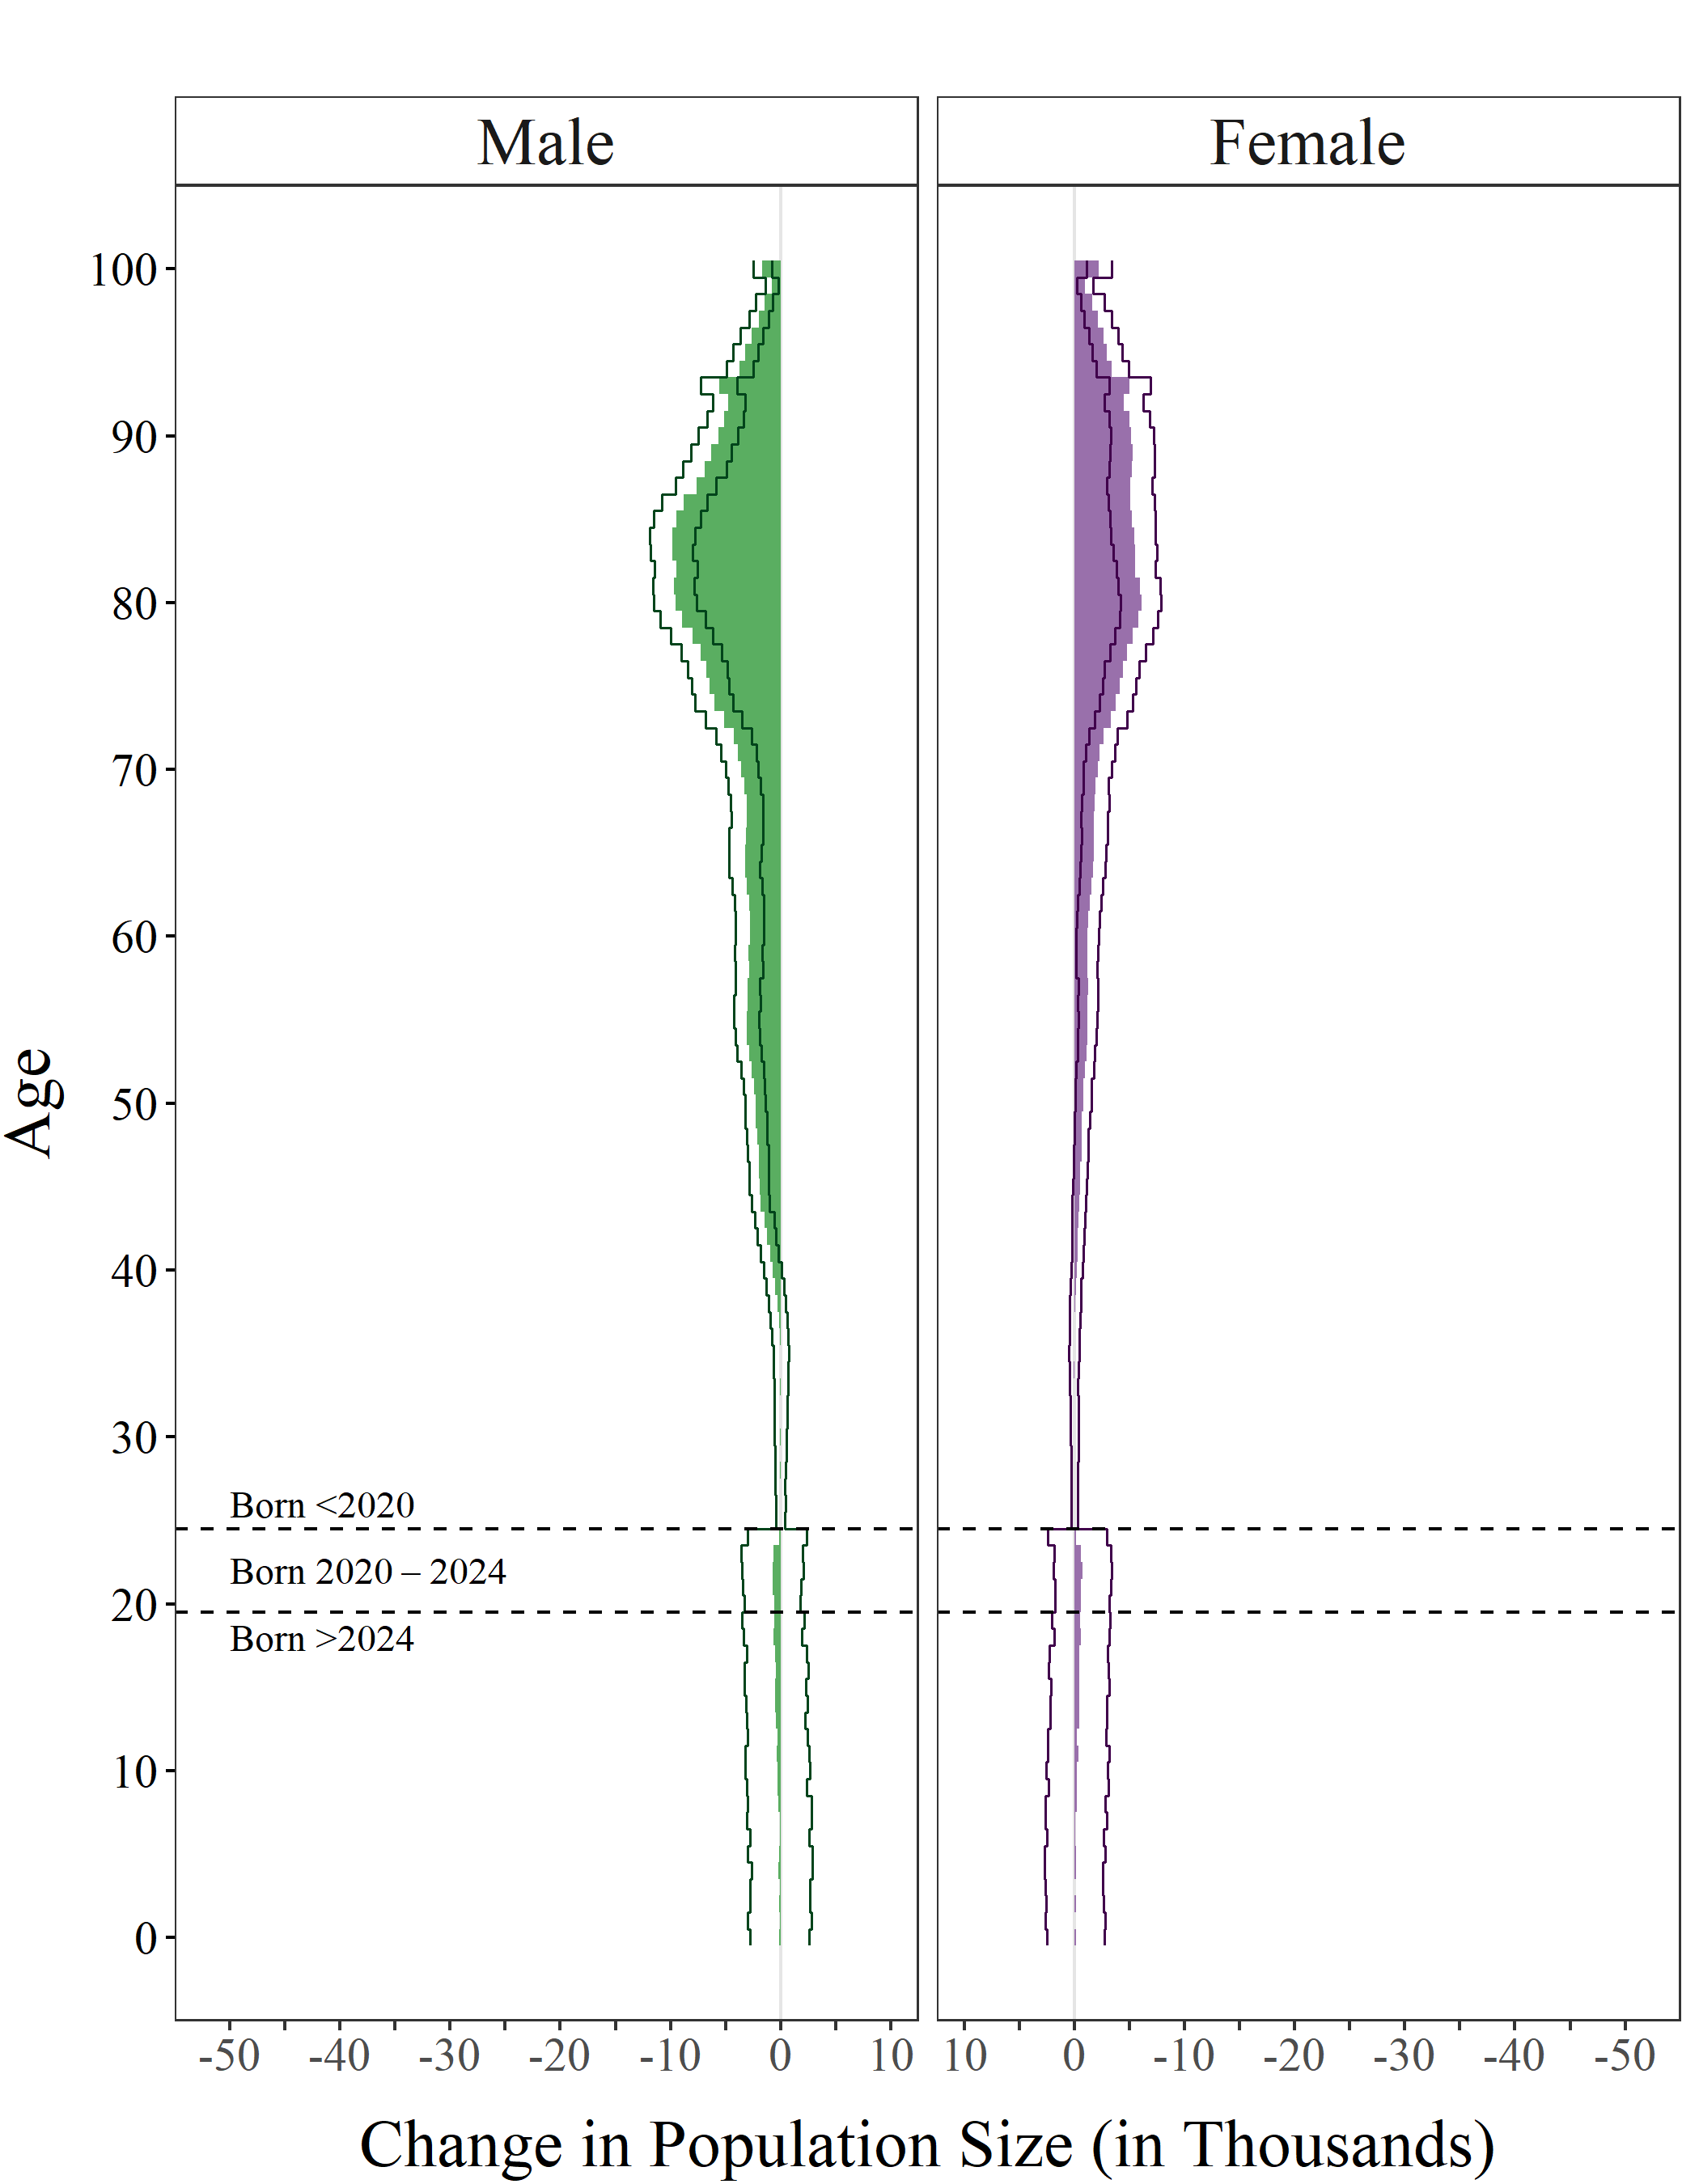 Male Female
100
90
80
70
60
50
40
30
20
10
0
Age
Born <2020
Born 2020 – 2024
Born >2024
-50 -40 -30 -20 -10 0 10 10 0 -10 -20 -30 -40 -50
Change in Population Size (in Thousands)